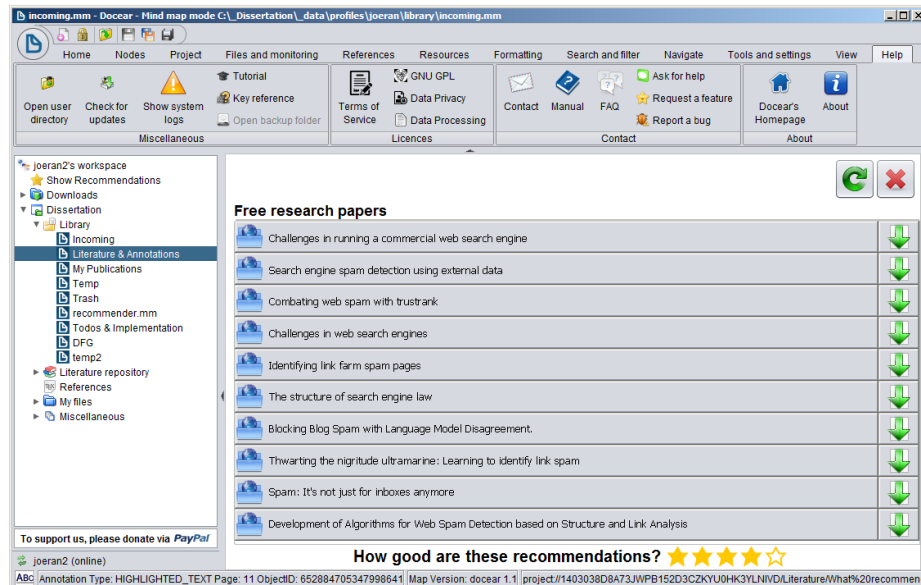 incoming.mm - Docear - Mind map mode C:\_Dissertation\_data\profiles\joeran\library\incoming.mm
Home Nodes Project Files and monitoring References Resources Formatting Search and filter Navigate Tools and settings View Help
Open user directory
Check for updates
Show system logs
Tutorial
Key reference
Open backup folder
Miscellaneous
Terms of Service
GNU GPL
Data Privacy
Data Processing
Licences
Contact
Manual
FAQ
Ask for help
Request a feature
Report a bug
Contact
Docear's Homepage
About
About
joeran2's workspace
Show Recommendations
Downloads
Dissertation
Library
Incoming
Literature & Annotations
My Publications
Temp
Trash
recommender.mm
Todos & Implementation
DFG
temp2
Literature repository
References
My files
Miscellaneous
To support us, please donate via PayPal
joeran2 (online)
Free research papers
Challenges in running a commercial web search engine
Search engine spam detection using external data
Combating web spam with trustrank
Challenges in web search engines
Identifying link farm spam pages
The structure of search engine law
Blocking Blog Spam with Language Model Disagreement.
Thwarting the nigritude ultramarine: Learning to identify link spam
Spam: It's not just for inboxes anymore
Development of Algorithms for Web Spam Detection based on Structure and Link Analysis
How good are these recommendations?
ABC Annotation Type: HIGHLIGHTED_TEXT Page: 11 ObjectID: 652884705347998641 Map Version: docear 1.1 project://1403038D8A73JWPB152D3CZKYU0HK3YLNIVD/Literature/What%20recommen